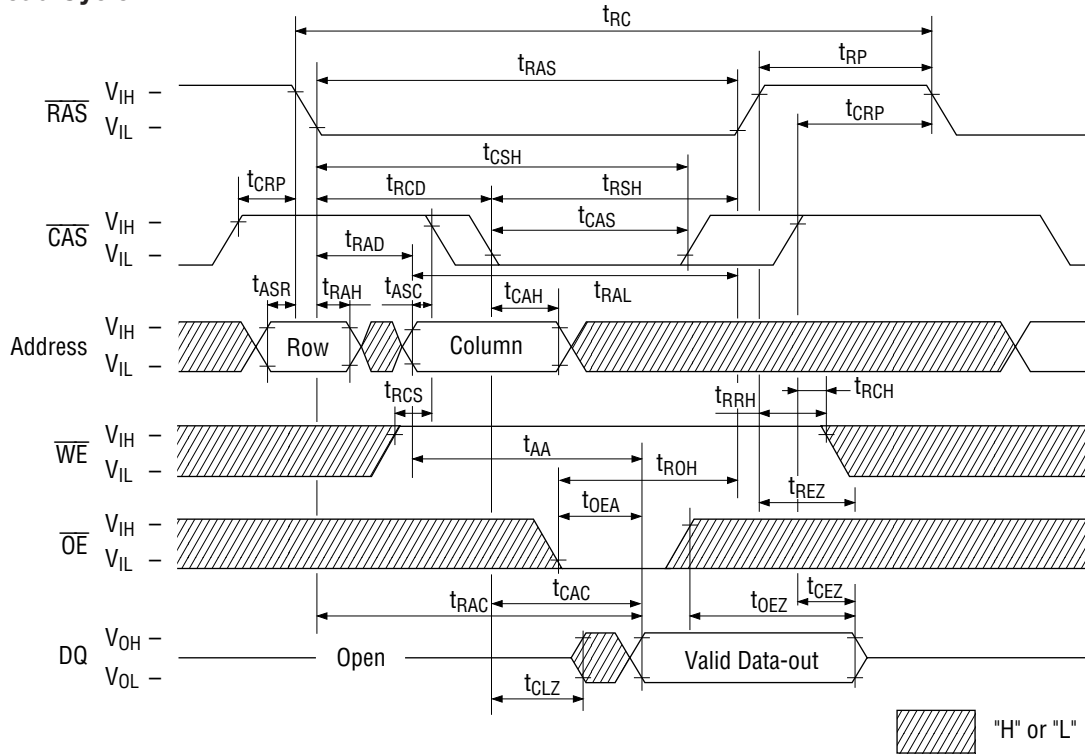 tRC
tRAS
tRP
RAS
VIH –
VIL –
tCRP
tCSH
tCRP
tRCD
tRSH
CAS
VIH –
VIL –
tCAS
tRAD
tRAL
tASR
tRAH
tASC
tCAH
Address
VIH –
VIL –
Row
Column
tRCS
tRRH
tRCH
WE
VIH –
VIL –
tAA
tROH
tREZ
tOEA
OE
VIH –
VIL –
tCAC
tCEZ
tRAC
tOEZ
DQ
VOH –
VOL –
Open
Valid Data-out
tCLZ
"H" or "L"